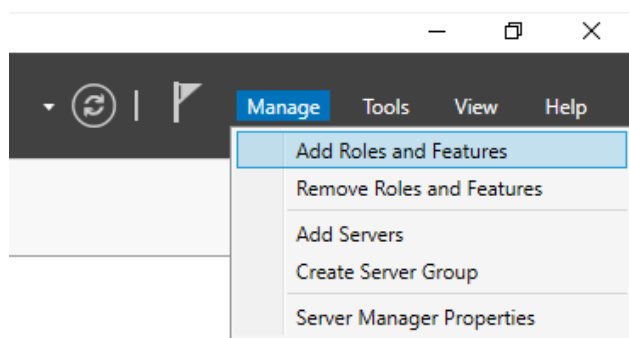 Manage Tools View Help
Add Roles and Features
Remove Roles and Features
Add Servers
Create Server Group
Server Manager Properties